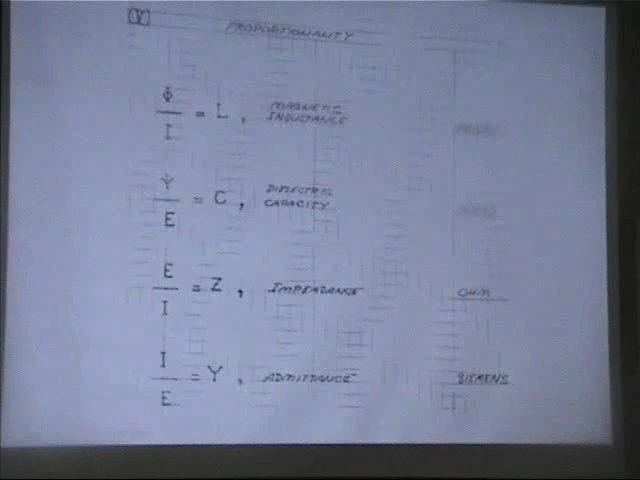 V
PROPORTIONALITY
Φ
I
= L , MAGNETIC
INDUCTANCE
Ψ
E
= C , DIELECTRIC
CAPACITY
E
I
= Z , IMPEDANCE OHM
I
E
= Y , ADMITTANCE SIEMENS